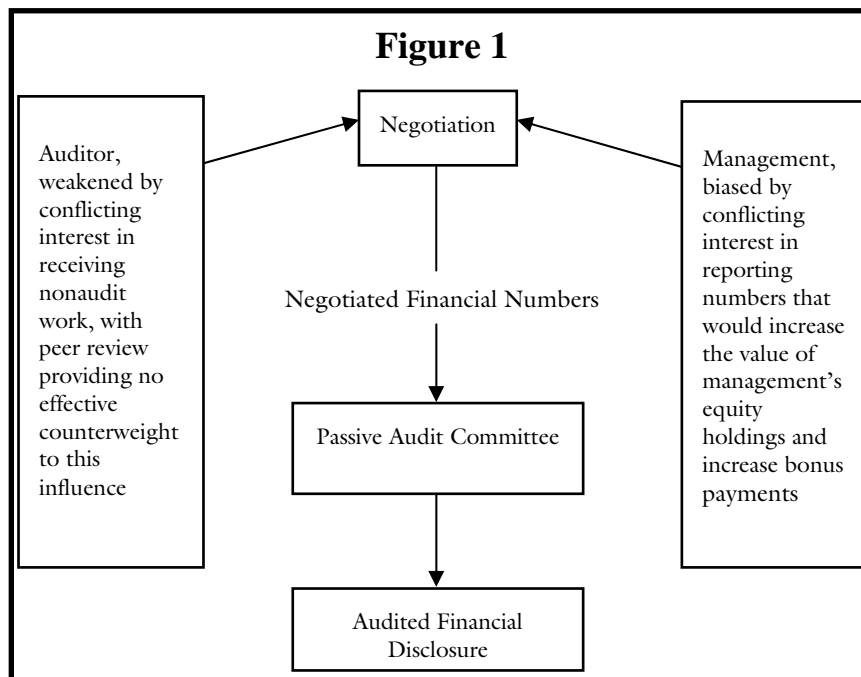 Figure 1
Negotiation
Auditor,
weakened by
conflicting
interest in
receiving
nonaudit
work, with
peer review
providing no
effective
counterweight
to this
influence
Management,
biased by
conflicting
interest in
reporting
numbers that
would increase
the value of
management’s
equity
holdings and
increase bonus
payments
Negotiated Financial Numbers
Passive Audit Committee
Audited Financial
Disclosure